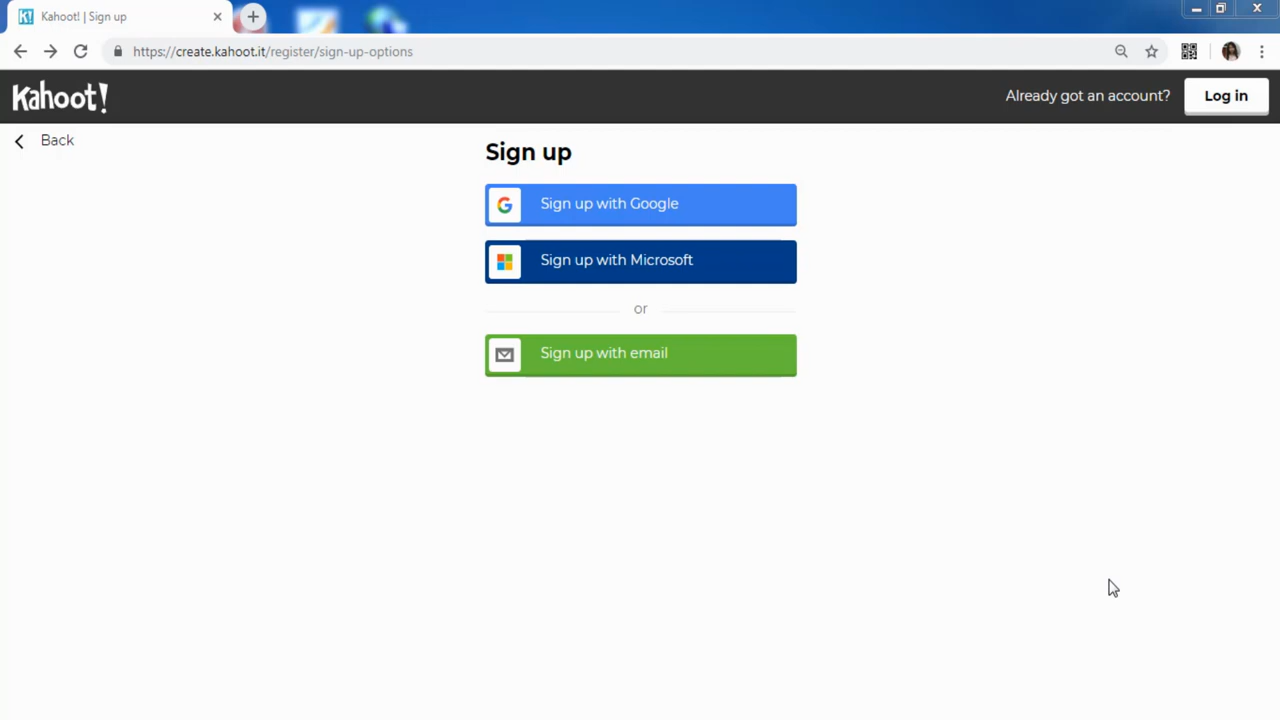 Kahoot! | Sign up
https://create.kahoot.it/register/sign-up-options
Kahoot!
Already got an account?
Log in
Back
Sign up
Sign up with Google
Sign up with Microsoft
or
Sign up with email